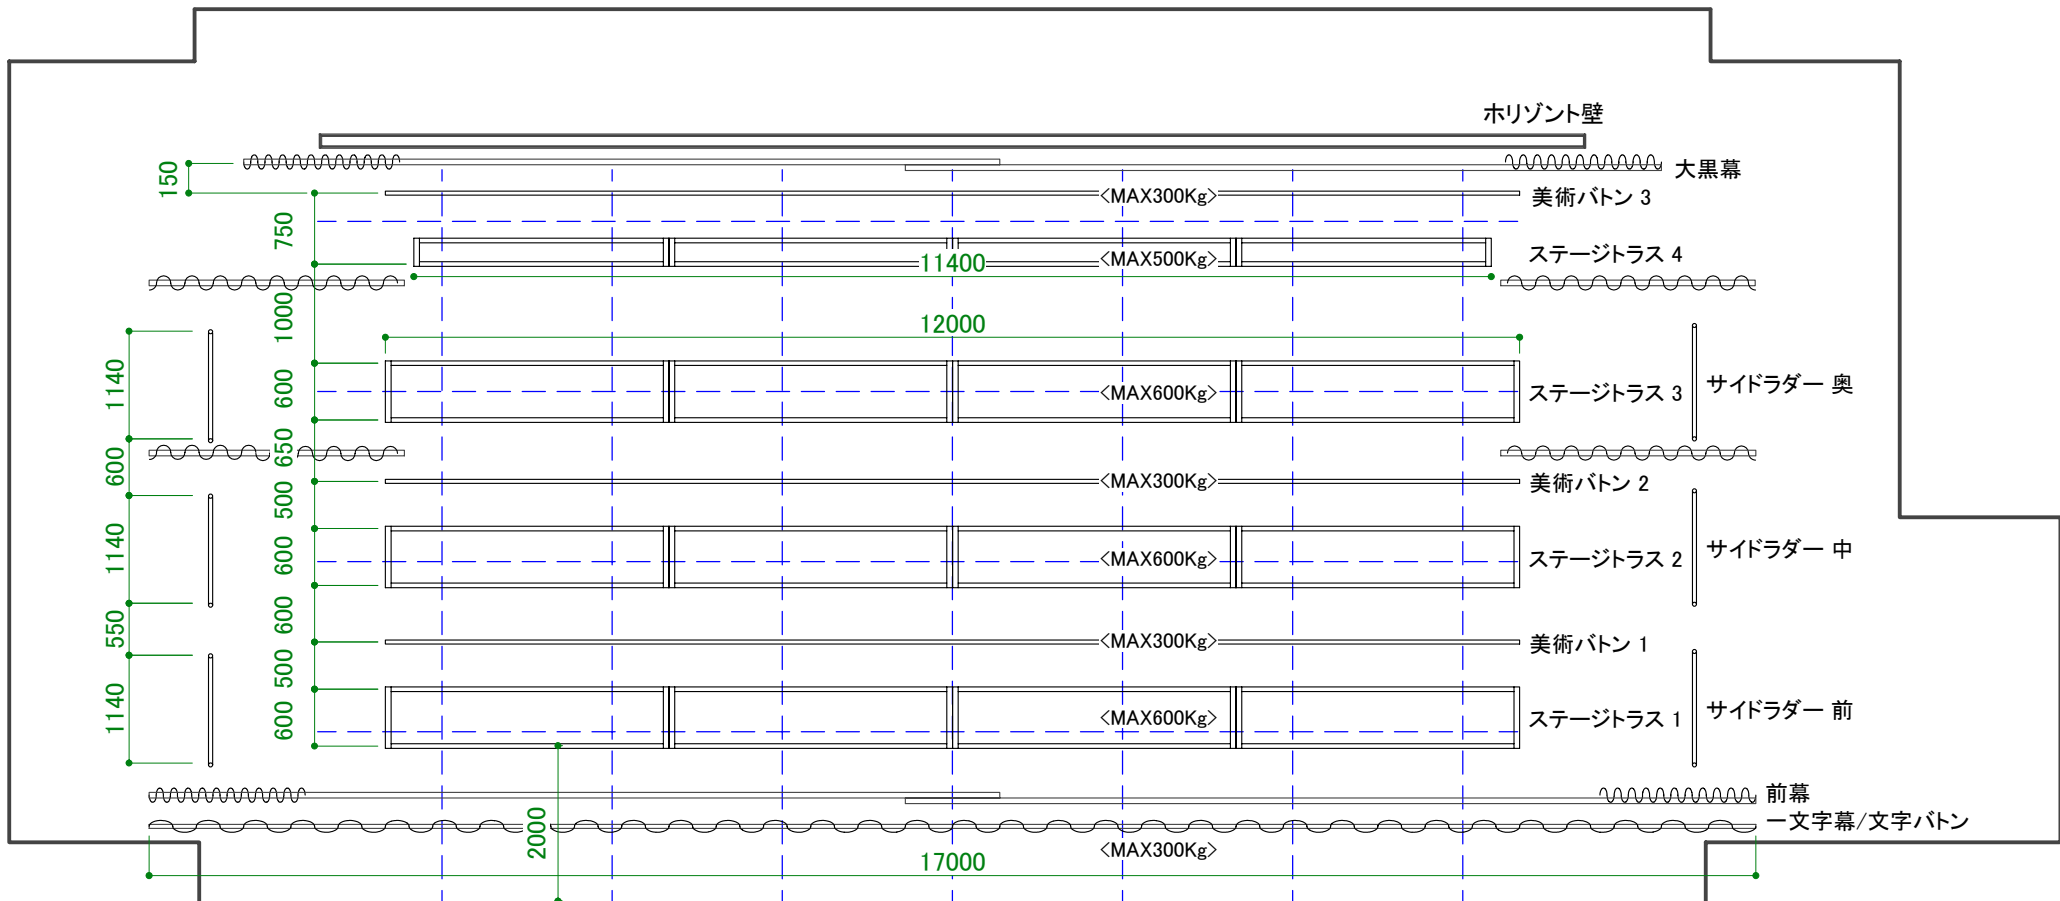 ホリゾント壁
大黒幕
150
<MAX300Kg>
美術バトン 3
750
ステージトラス 4
<MAX500Kg>
11400
1000
12000
1140
600
<MAX600Kg>
ステージトラス 3
サイドラダー 奥
650
600
<MAX300Kg>
美術バトン 2
500
1140
600
<MAX600Kg>
ステージトラス 2
サイドラダー 中
600
550
<MAX300Kg>
美術バトン 1
500
1140
600
<MAX600Kg>
ステージトラス 1
サイドラダー 前
前幕
一文字幕/文字バトン
2000
<MAX300Kg>
17000